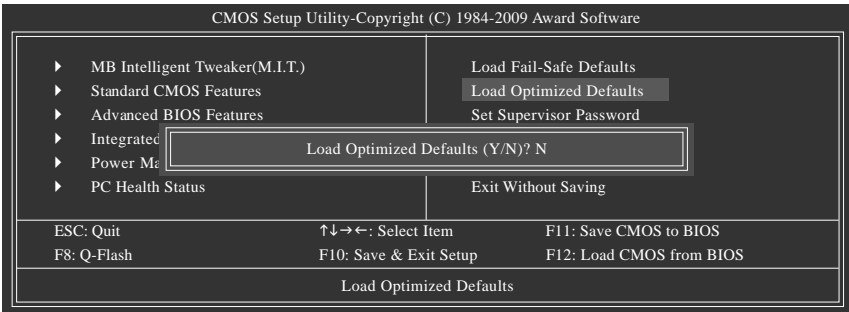 CMOS Setup Utility-Copyright (C) 1984-2009 Award Software
MB Intelligent Tweaker(M.I.T.)
Standard CMOS Features
Advanced BIOS Features
Integrated
Power Ma
PC Health Status
Load Fail-Safe Defaults
Load Optimized Defaults
Set Supervisor Password
Exit Without Saving
Load Optimized Defaults (Y/N)? N
ESC: Quit
↑↓→←: Select Item
F11: Save CMOS to BIOS
F8: Q-Flash
F10: Save & Exit Setup
F12: Load CMOS from BIOS
Load Optimized Defaults